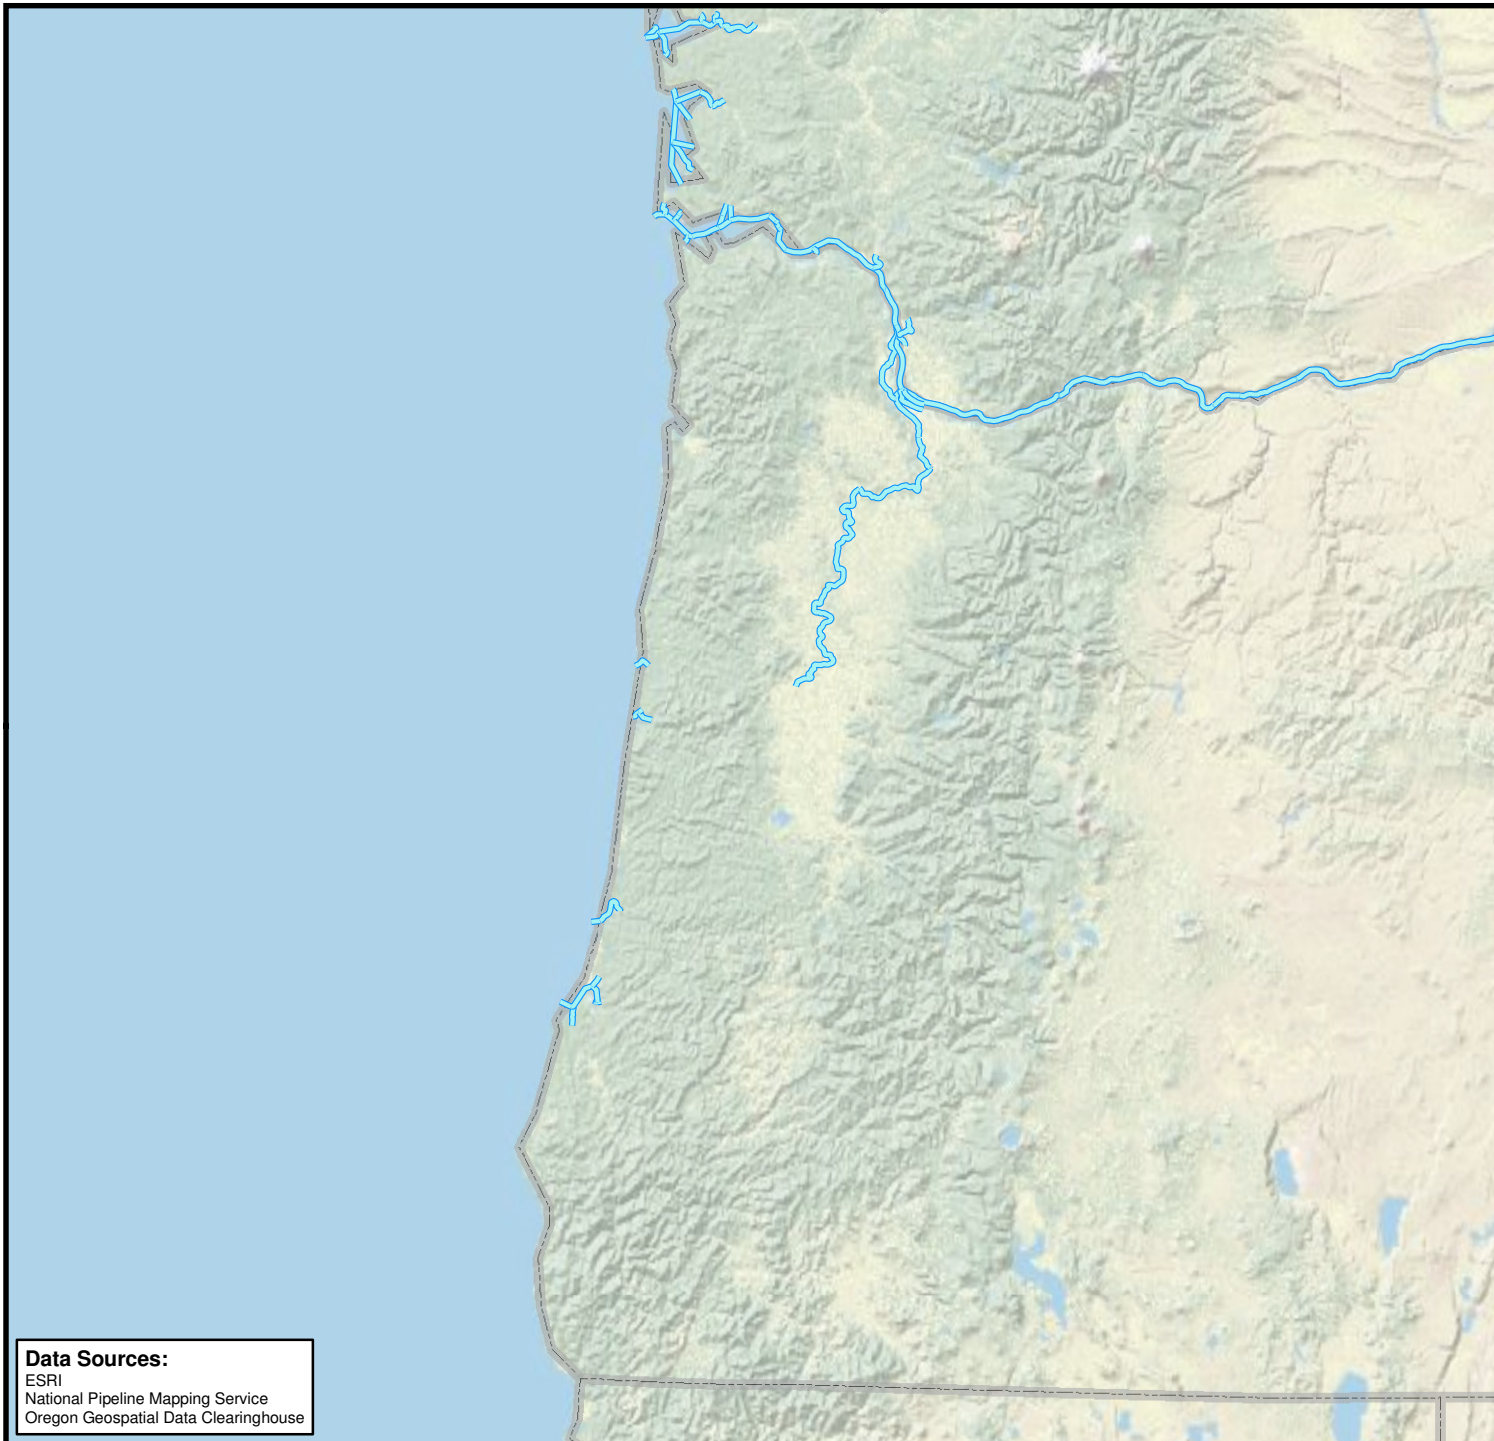 Data Sources:
ESRI
National Pipeline Mapping Service
Oregon Geospatial Data Clearinghouse